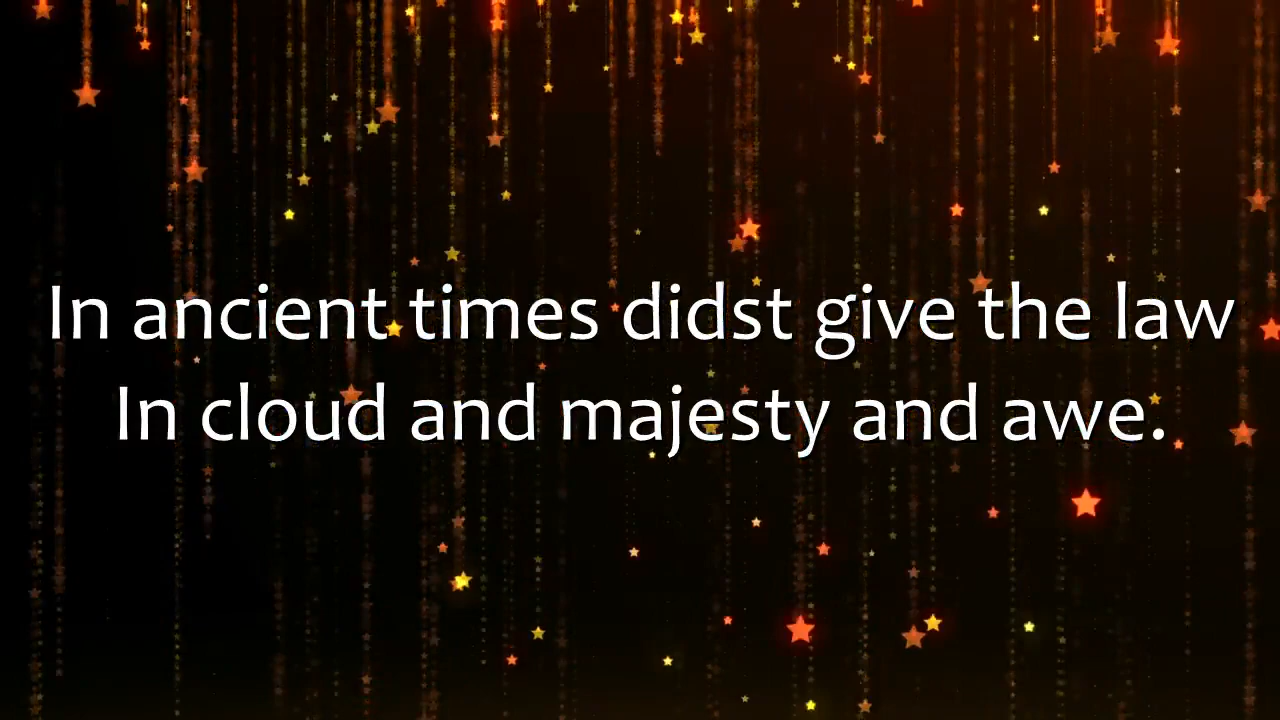 In ancient times didst give the law
In cloud and majesty and awe.